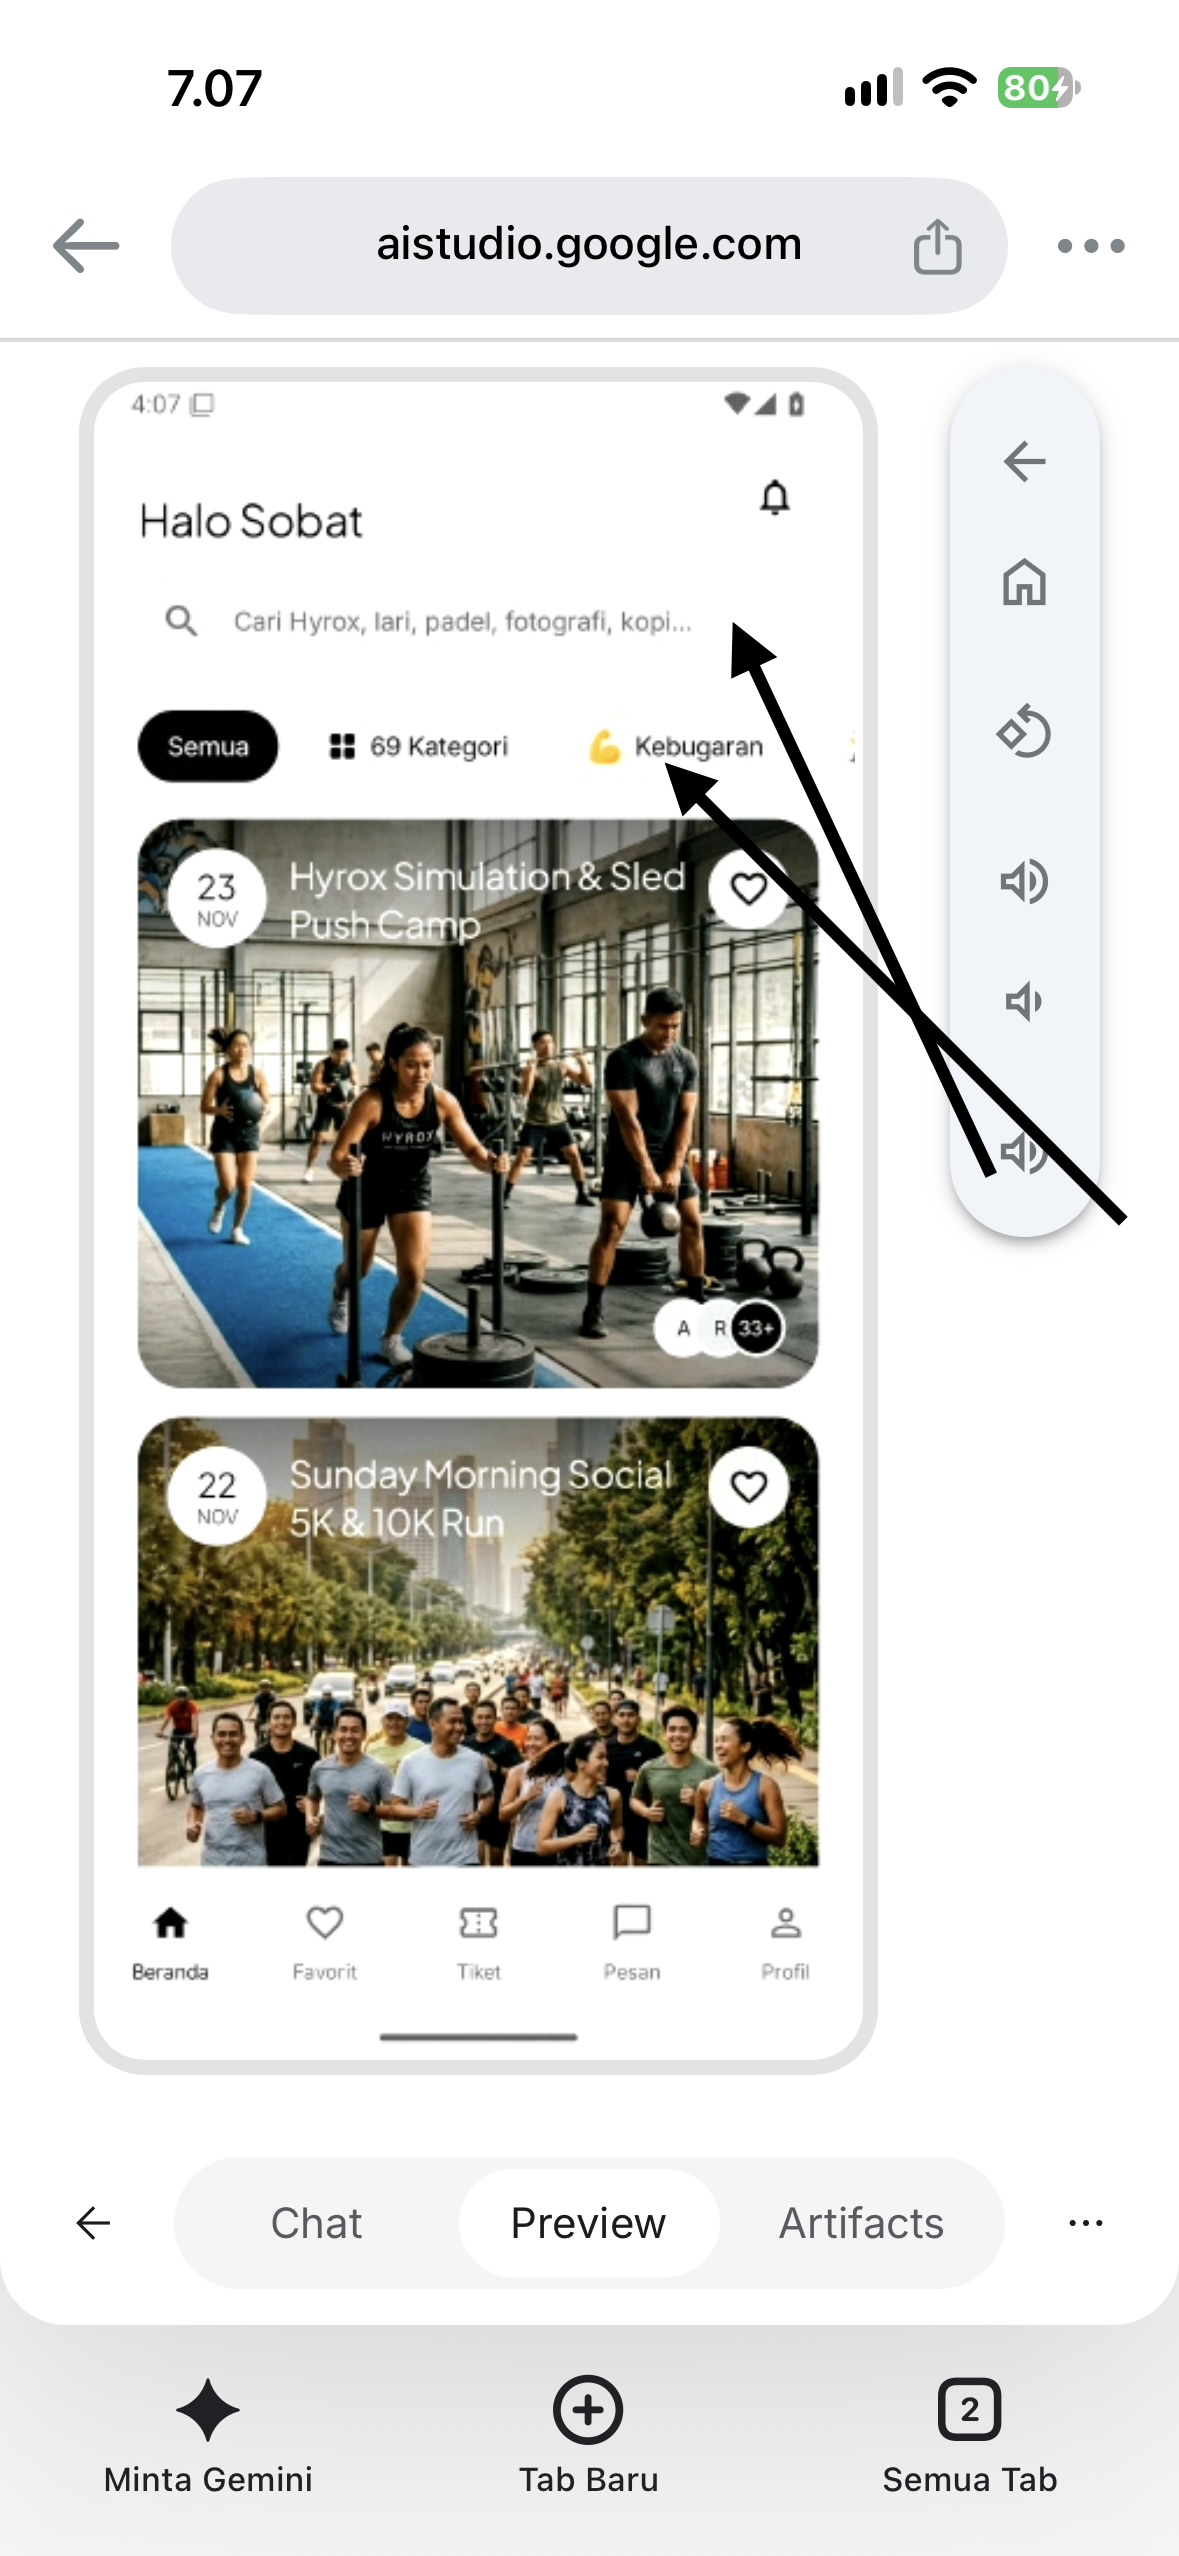 7.07
80
aistudio.google.com
4:07
Halo Sobat
Cari Hyrox, lari, padel, fotografi, kopi...
Semua
69 Kategori
💪 Kebugaran
23
NOV
Hyrox Simulation & Sled
Push Camp
HYROX
A
R
33+
22
NOV
Sunday Morning Social
5K & 10K Run
Beranda
Favorit
Tiket
Pesan
Profil
Chat
Preview
Artifacts
Minta Gemini
Tab Baru
2
Semua Tab